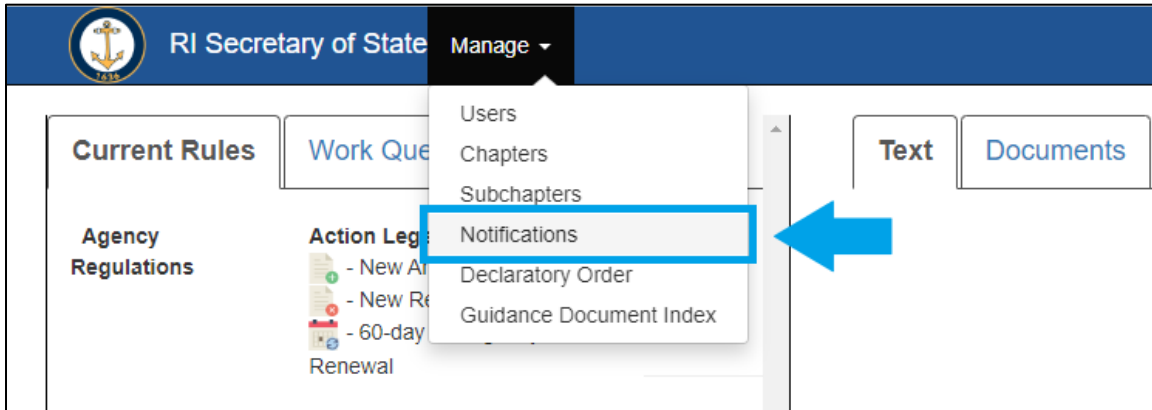 RI Secretary of State Manage
1636
Users
Chapters
Subchapters
Notifications
Declaratory Order
Guidance Document Index
Current Rules
Work Que
Text
Documents
Agency
Regulations
Action Leg
- New
- New Re
- 60-day
Renewal